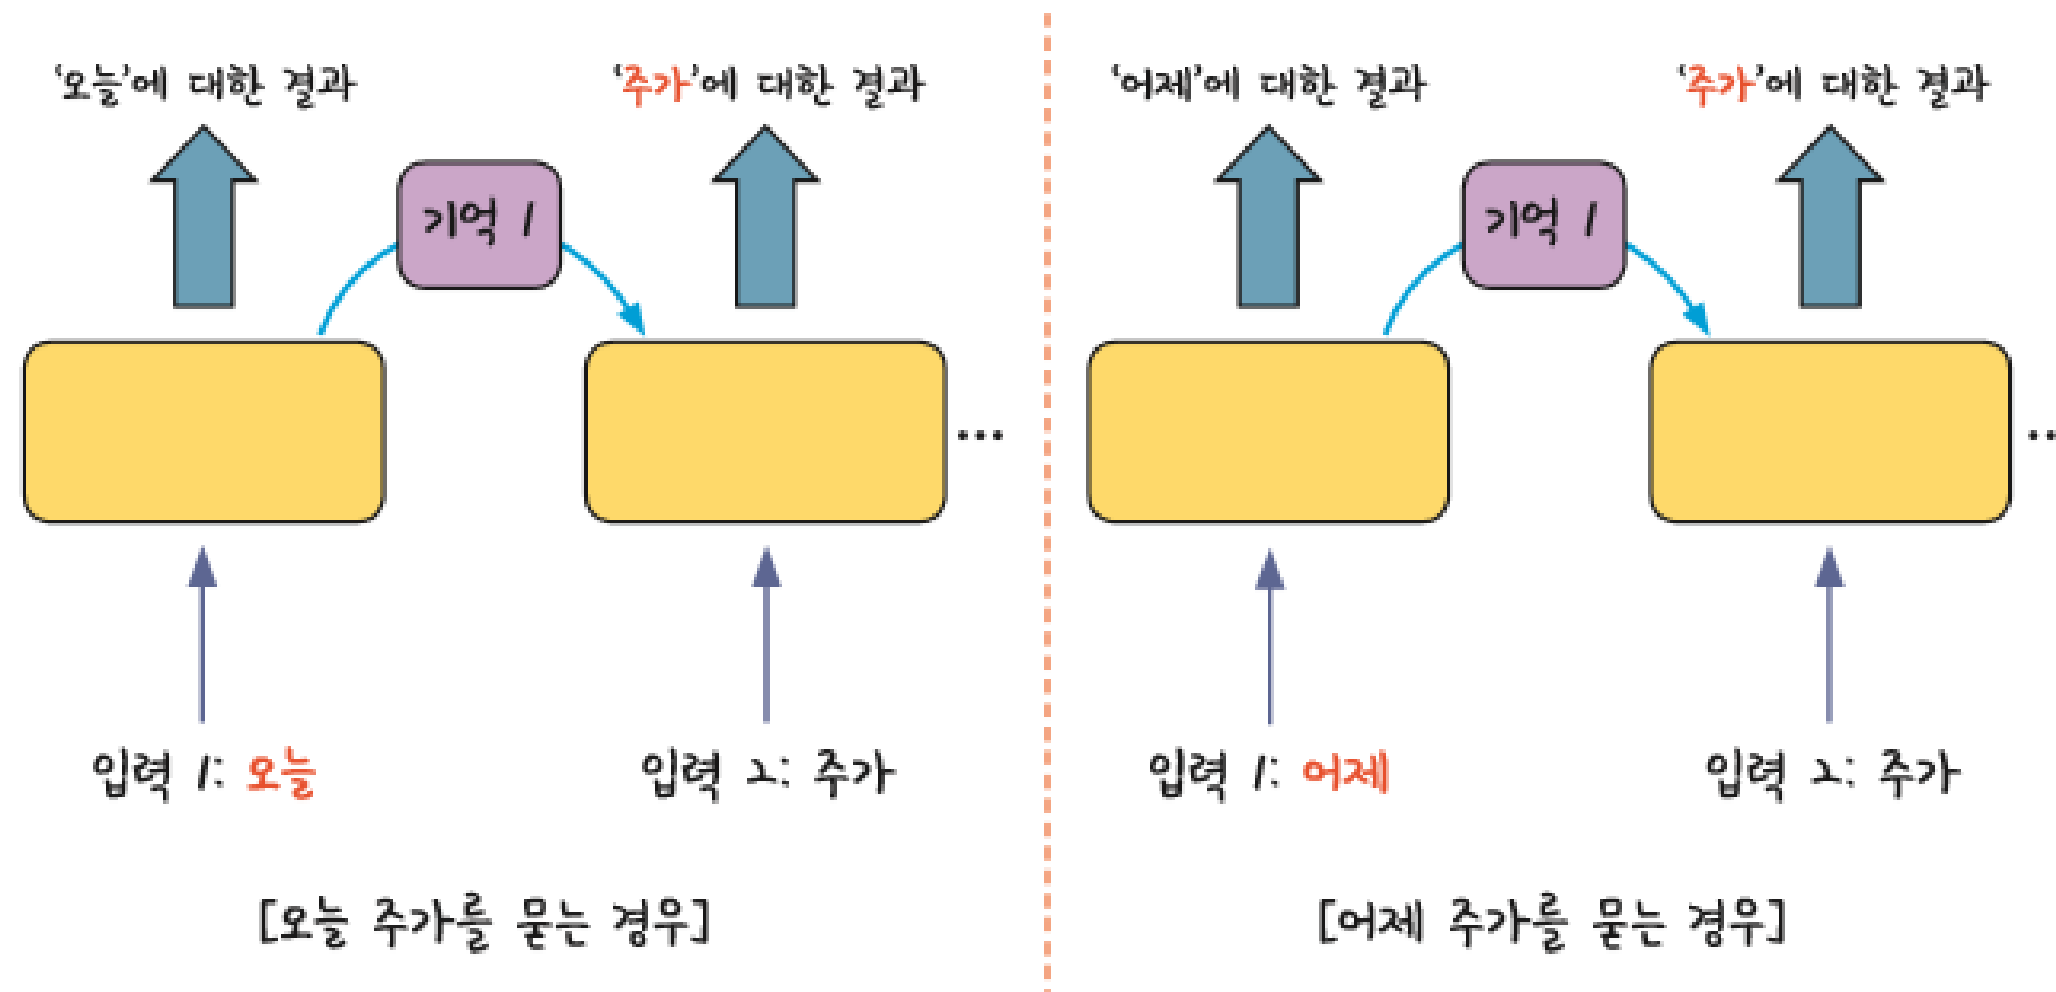 ‘오늘’에 대한 결과
‘주가’에 대한 결과
기억 1
입력 1: 오늘
입력 2: 주가
[오늘 주가를 묻는 경우]
‘어제’에 대한 결과
‘주가’에 대한 결과
기억 1
입력 1: 어제
입력 2: 주가
[어제 주가를 묻는 경우]